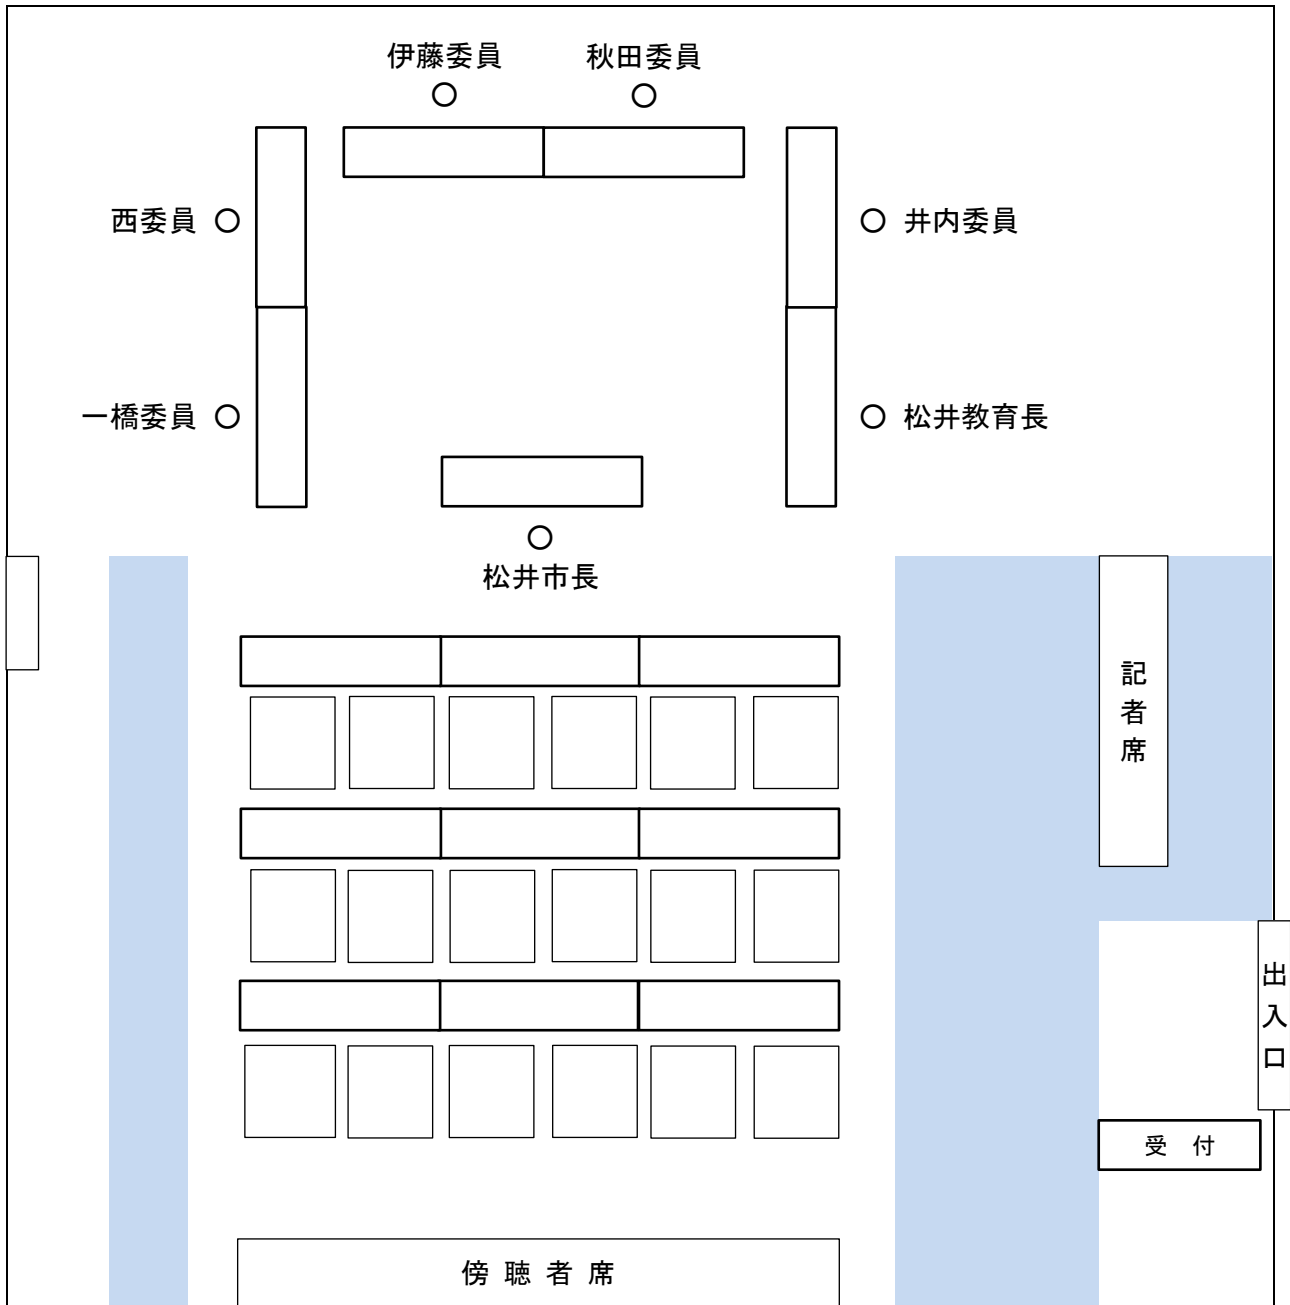 伊藤委員
秋田委員
西委員
井内委員
一橋委員
松井教育長
松井市長
記者席
出入口
受　付
傍 聴 者 席